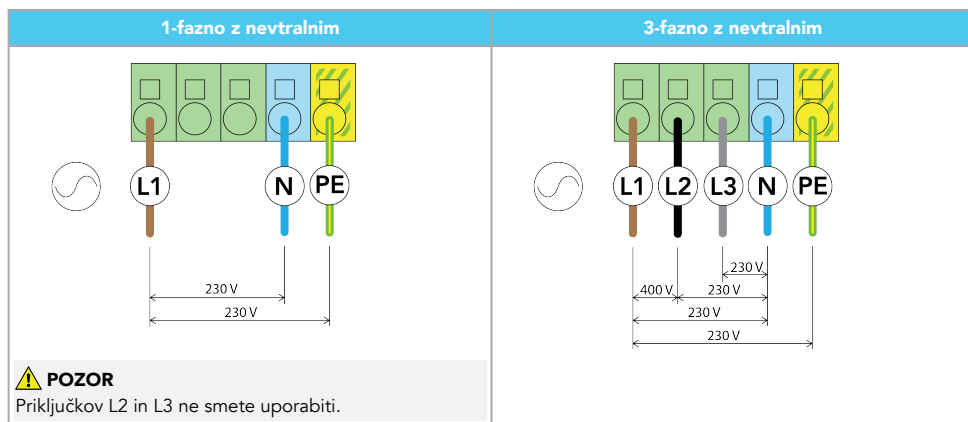 1-fazno z nevtralnim
L1 N PE
230 V
230 V
POZOR
Priključkov L2 in L3 ne smete uporabiti.
3-fazno z nevtralnim
L1 L2 L3 N PE
230 V
400 V 230 V
230 V
230 V